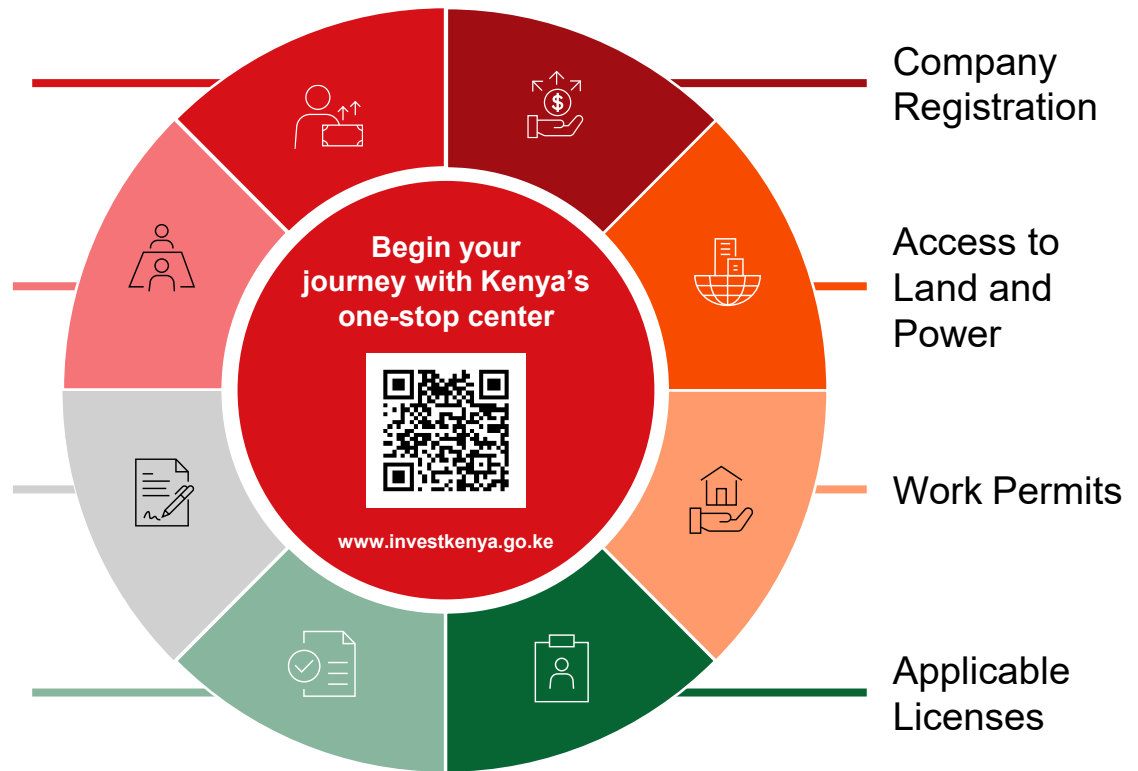 Company
Registration
Begin your
journey with Kenya’s
one-stop center
www.investkenya.go.ke
Access to
Land and
Power
Work Permits
Applicable
Licenses